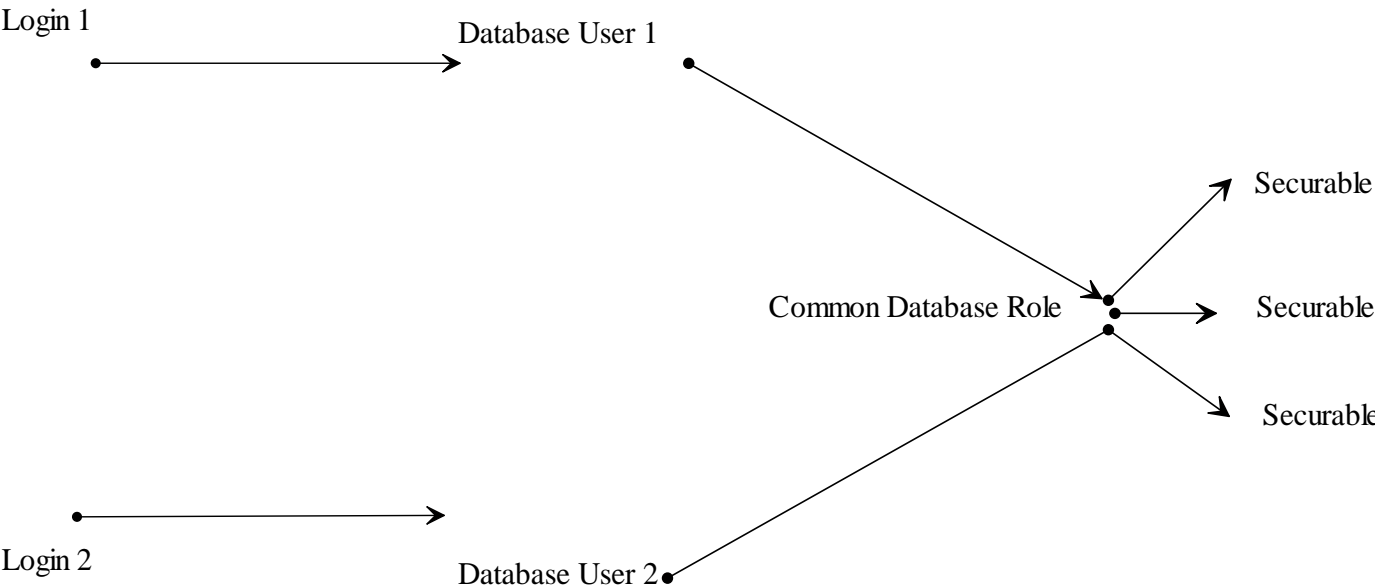 Login 1
Database User 1
Securable
Common Database Role
Securable
Securable
Login 2
Database User 2